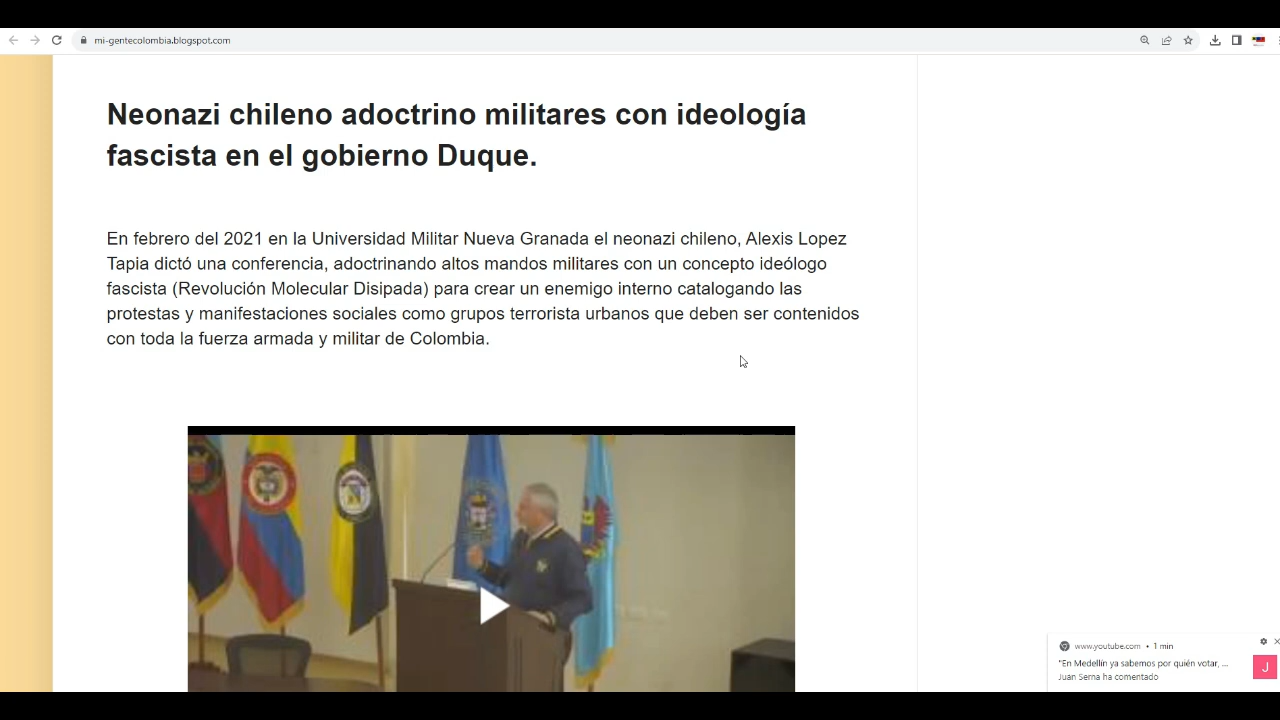 mi-gentecolombia.blogspot.com
Neonazi chileno adoctrino militares con ideología
fascista en el gobierno Duque.
En febrero del 2021 en la Universidad Militar Nueva Granada el neonazi chileno, Alexis Lopez
Tapia dictó una conferencia, adoctrinando altos mandos militares con un concepto ideólogo
fascista (Revolución Molecular Disipada) para crear un enemigo interno catalogando las
protestas y manifestaciones sociales como grupos terrorista urbanos que deben ser contenidos
con toda la fuerza armada y militar de Colombia.
www.youtube.com • 1 min
"En Medellín ya sabemos por quién votar, ...
Juan Serna ha comentado
J